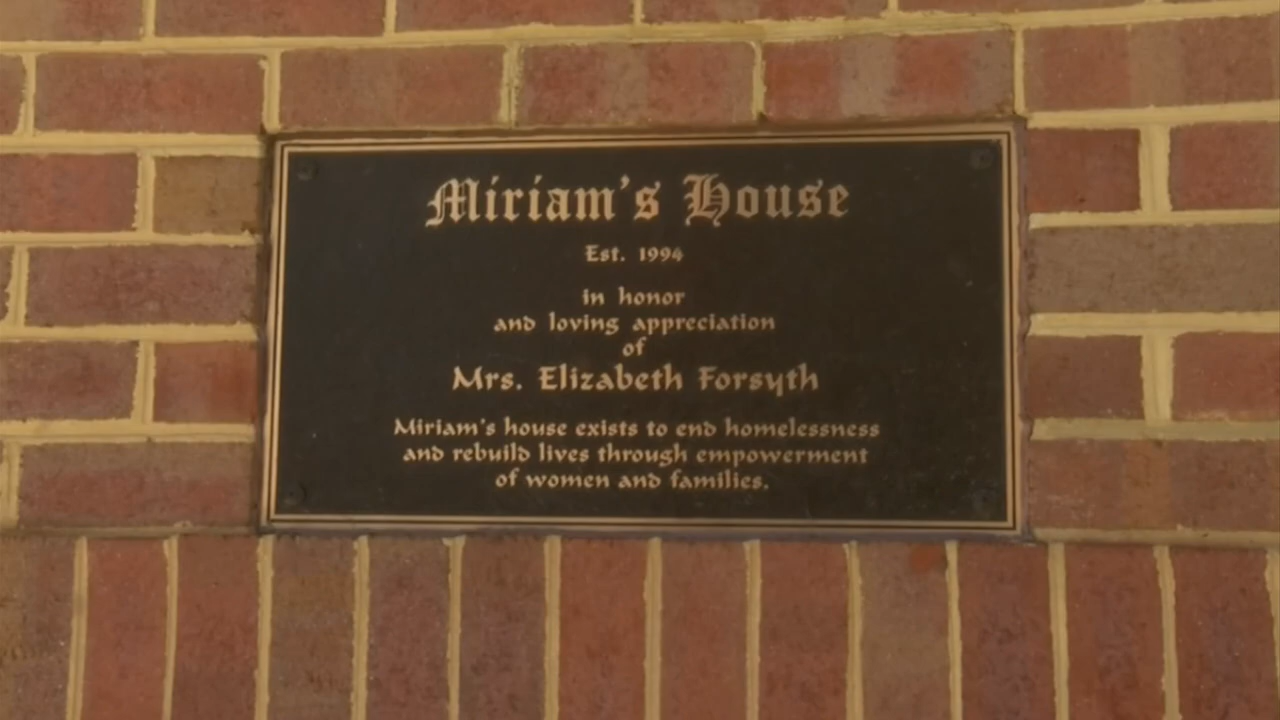 Miriam's House
Est. 1994
in honor
and loving appreciation
of
Mrs. Elizabeth Forsyth
Miriam's house exists to end homelessness
and rebuild lives through empowerment
of women and families.